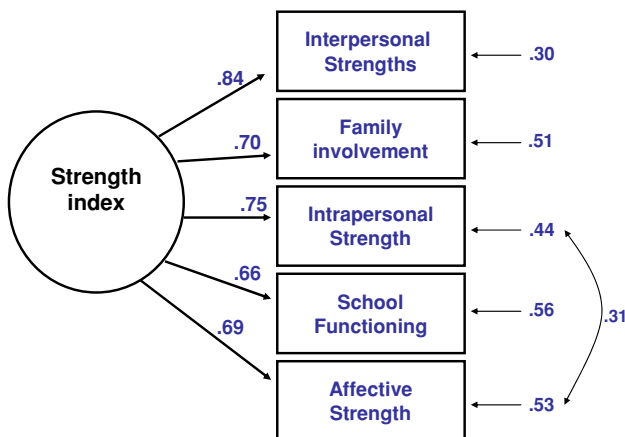 Interpersonal
Strengths
.30
.84
Family
involvement
.51
.70
Strength
index
Intrapersonal
Strength
.75
.44
.66
School
Functioning
.56
.31
.69
Affective
Strength
.53